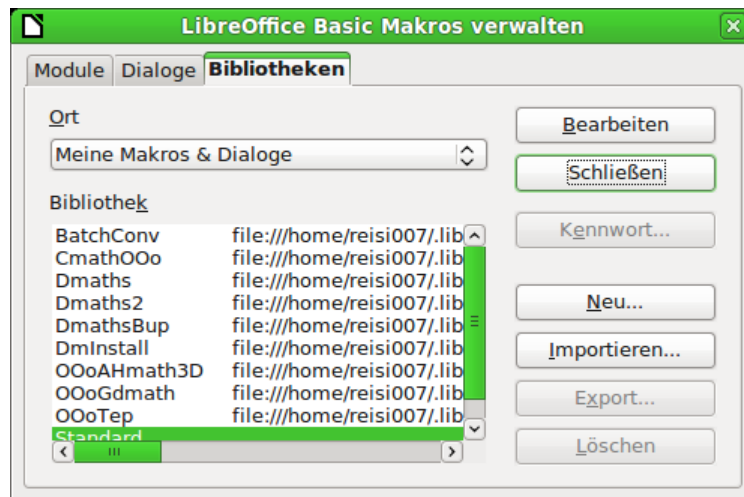 LibreOffice Basic Makros verwalten
Module Dialoge Bibliotheken
Ort
Meine Makros & Dialoge
Bibliothek
BatchConv file:///home/reisi007/.lib
CmathOOo file:///home/reisi007/.lib
Dmaths file:///home/reisi007/.lib
Dmaths2 file:///home/reisi007/.lib
DmathsBup file:///home/reisi007/.lib
DmInstall file:///home/reisi007/.lib
OOoAHmath3D file:///home/reisi007/.lib
OOoGdmath file:///home/reisi007/.lib
OOoTep file:///home/reisi007/.lib
Standard
Bearbeiten
Schließen
Kennwort...
Neu...
Importieren...
Export...
Löschen